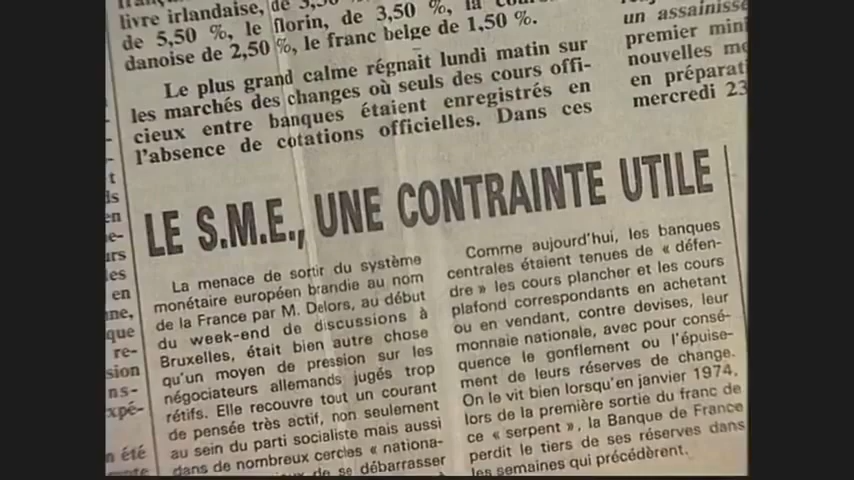 livre irlandaise, de
de 5,50 %, le florin, de 3,50 %, la
danoise de 2,50 %, le franc belge de 1,50 %.
Le plus grand calme régnait lundi matin sur
les marchés des changes où seuls des cours offi-
cieux entre banques étaient enregistrés en
l'absence de cotations officielles. Dans ces
un assainisse
premier mini
nouvelles me
en préparat
mercredi 23
LE S.M.E., UNE CONTRAINTE UTILE
La menace de sortir du système
monétaire européen brandie au nom
de la France par M. Delors, au début
du week-end de discussions à
Bruxelles, était bien autre chose
qu'un moyen de pression sur les
négociateurs allemands jugés trop
rétifs. Elle recouvre tout un courant
de pensée très actif, non seulement
au sein du parti socialiste mais aussi
dans de nombreux cercles « nationa-
de se débarrasser
Comme aujourd'hui, les banques
centrales étaient tenues de « défen-
dre » les cours plancher et les cours
plafond correspondants en achetant
ou en vendant, contre devises, leur
monnaie nationale, avec pour consé-
quence le gonflement ou l'épuise-
ment de leurs réserves de change.
On le vit bien lorsqu'en janvier 1974,
lors de la première sortie du franc de
ce « serpent », la Banque de France
perdit le tiers de ses réserves dans
les semaines qui précédèrent.